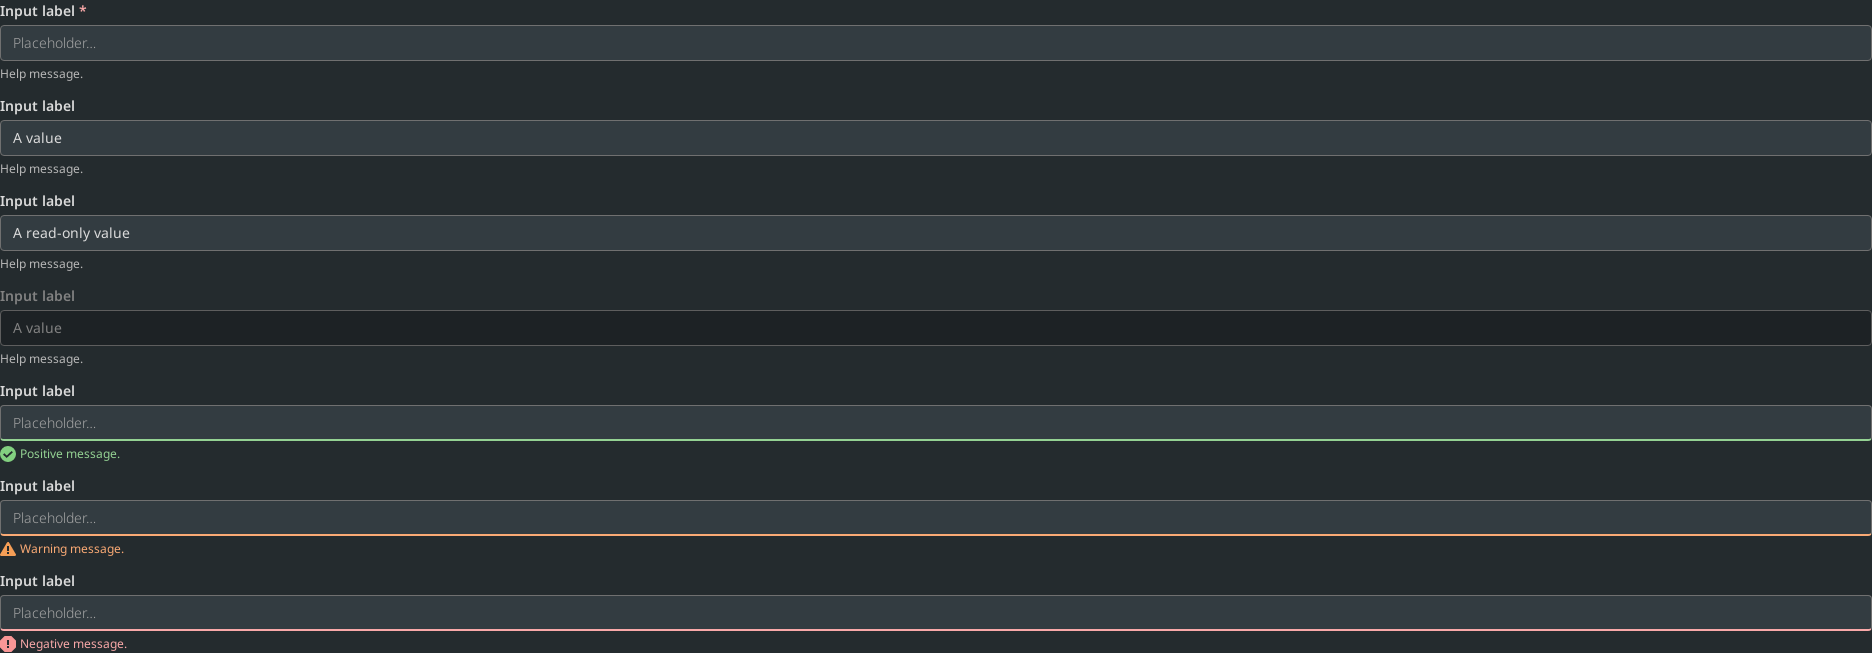 Input label *
Placeholder...
Help message.
Input label
A value
Help message.
Input label
A read-only value
Help message.
Input label
A value
Help message.
Input label
Placeholder...
Positive message.
Input label
Placeholder...
Warning message.
Input label
Placeholder...
Negative message.